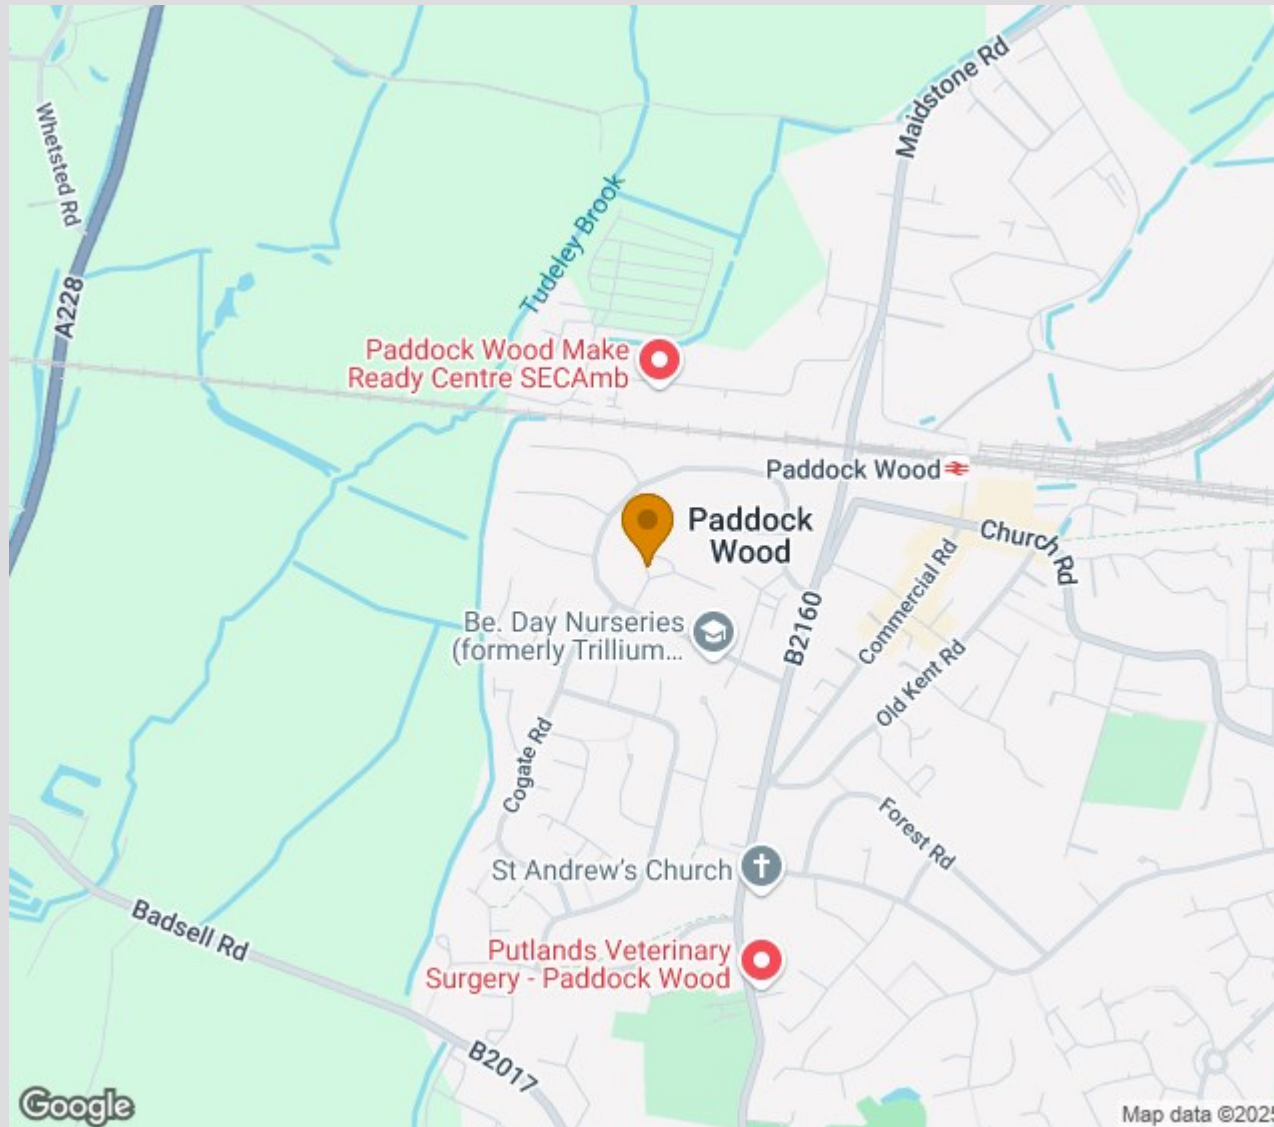 Maidstone Rd
Whetsted Rd
Tudeley Brook
A228
Paddock Wood Make
Ready Centre SECAmb
Paddock Wood
Paddock
Wood
Church Rd
Commercial Rd
B2160
Be. Day Nurseries
(formerly Trillium...
Old Kent Rd
Cogate Rd
Forest Rd
St Andrew's Church
Badsell Rd
Putlands Veterinary
Surgery - Paddock Wood
B2017
Google
Map data ©2025